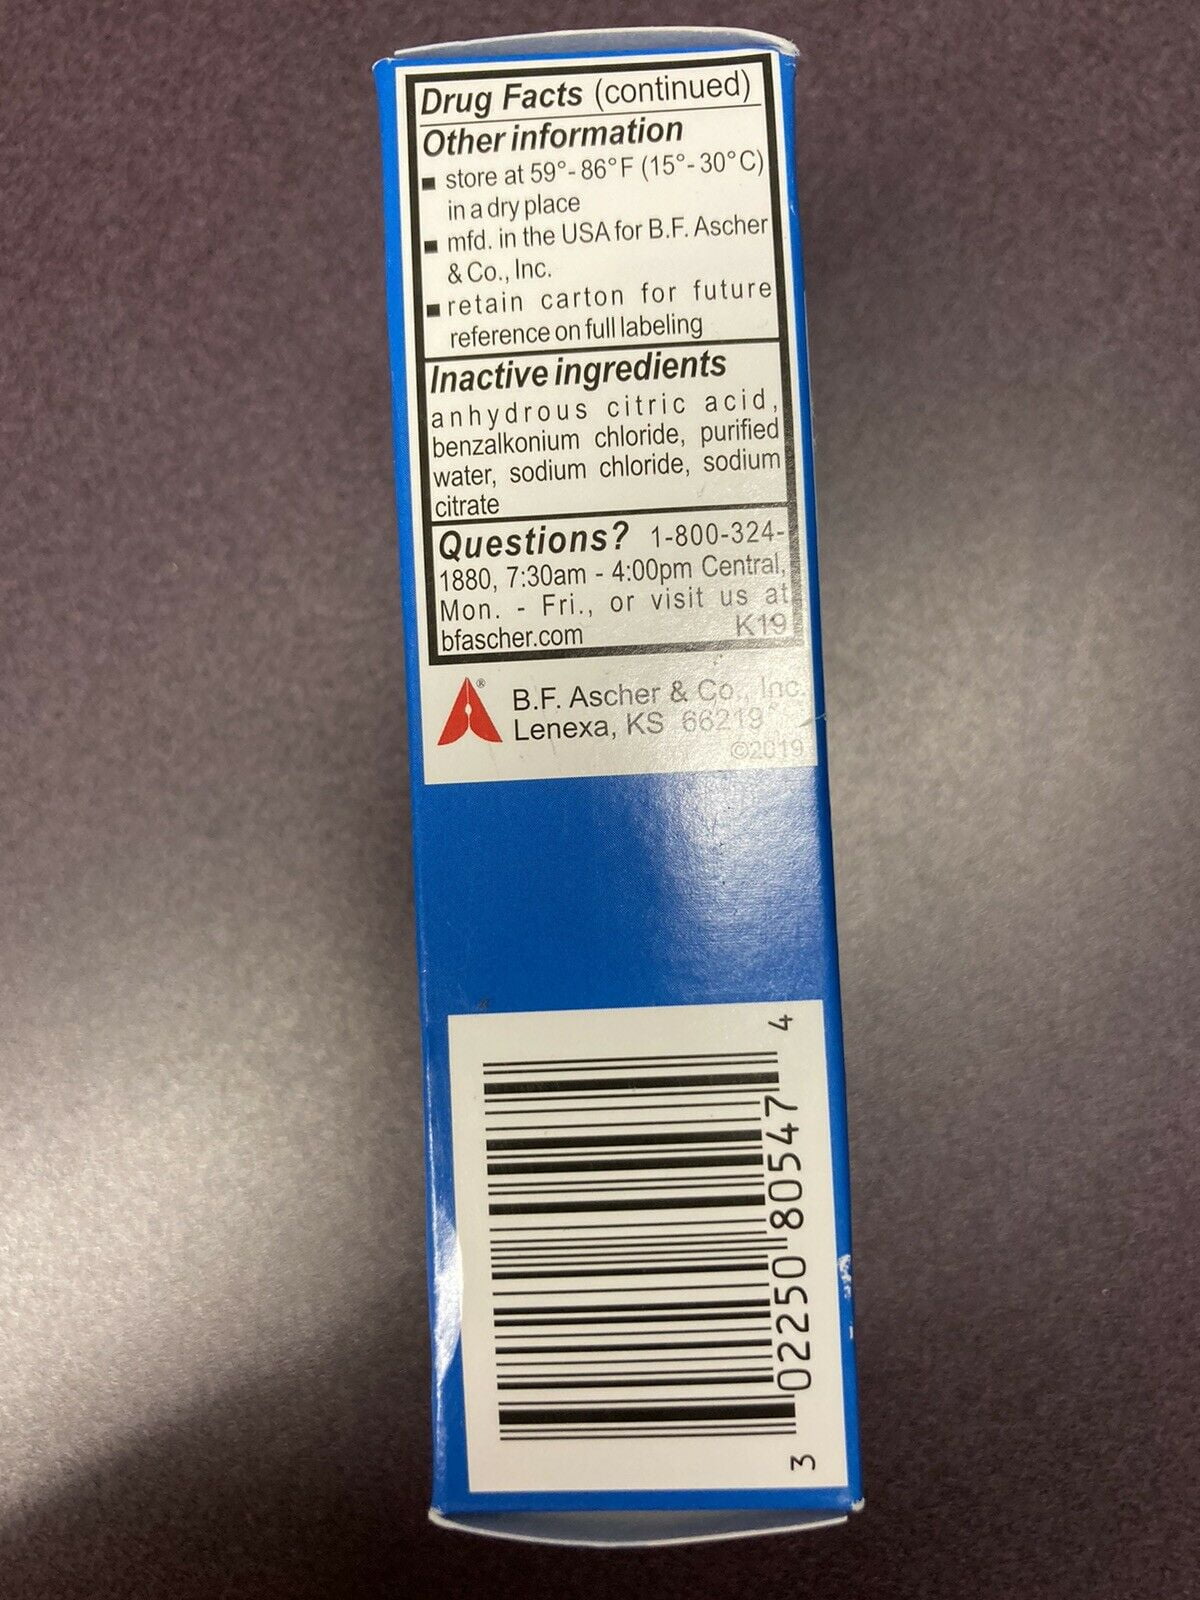 Drug Facts (continued)
Other information
■ store at 59°-86°F (15°-30°C)
in a dry place
■ mfd. in the USA for B.F. Ascher
& Co., Inc.
■ retain carton for future
reference on full labeling
Inactive ingredients
anhydrous citric acid,
benzalkonium chloride, purified
water, sodium chloride, sodium
citrate
Questions? 1-800-324-
1880, 7:30am - 4:00pm Central,
Mon. - Fri., or visit us at
bfascher.com K19
®
B.F. Ascher & Co., Inc.
Lenexa, KS 66219
©2019
3 02250 80547 4